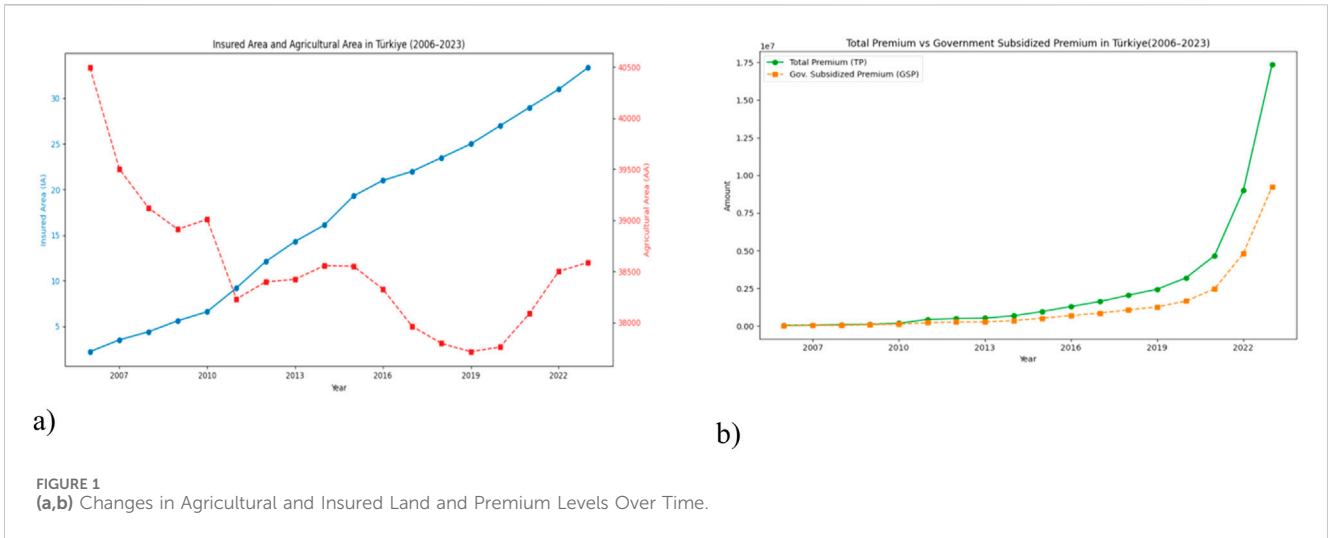 Insured Area and Agricultural Area in Türkiye (2006–2023)
Insured Area (IA)
30
25
20
15
10
5
40500
40000
39500
39000
38500
38000
Agricultural Area (AA)
2007 2010 2013 2016 2019 2022
Year
a)
Total Premium vs Government Subsidized Premium in Türkiye(2006–2023)
1e7
Total Premium (TP)
Gov. Subsidized Premium (GSP)
Amount
1.75
1.50
1.25
1.00
0.75
0.50
0.25
0.00
2007 2010 2013 2016 2019 2022
Year
b)
FIGURE 1
(a,b) Changes in Agricultural and Insured Land and Premium Levels Over Time.